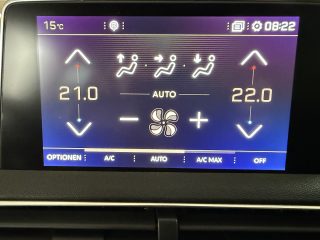 15°C 08:22
21.0 AUTO 22.0
OPTIONEN A/C AUTO A/C MAX OFF